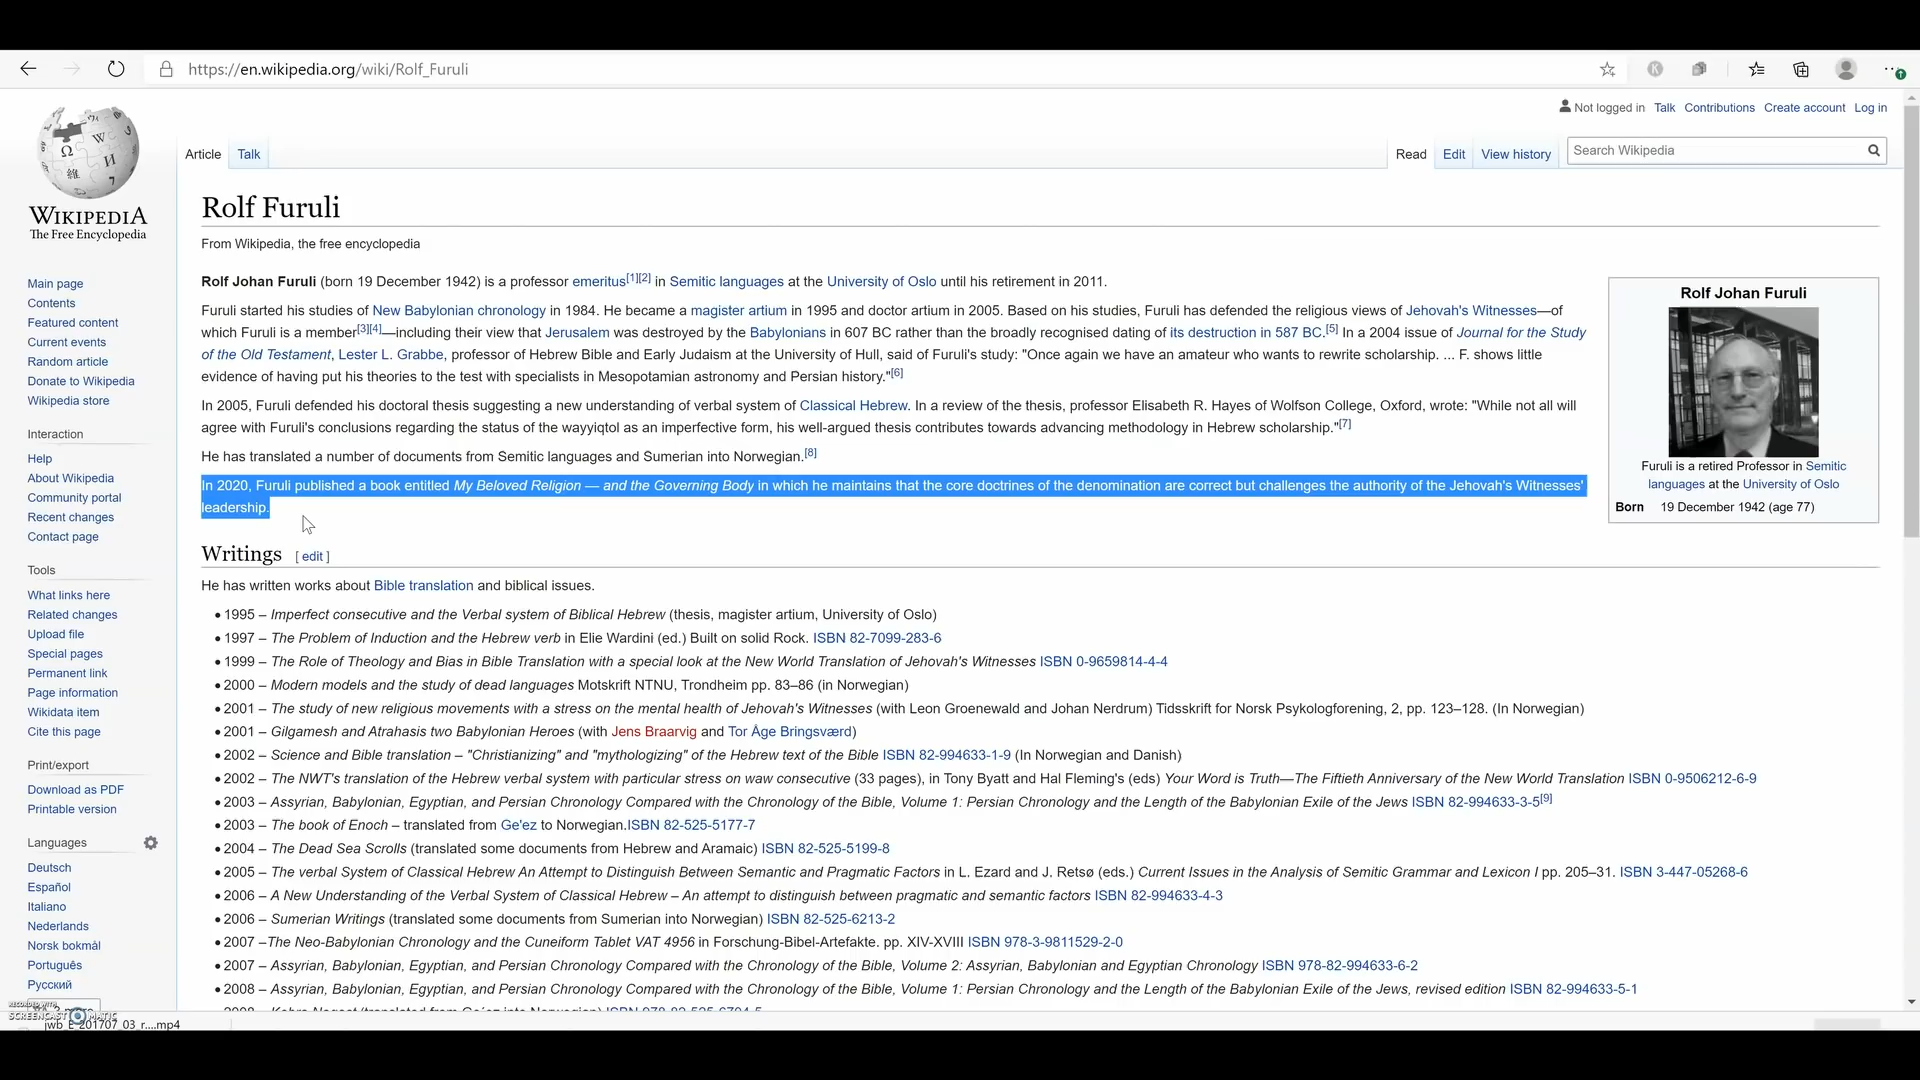 https://en.wikipedia.org/wiki/Rolf_Furuli
Not logged in Talk Contributions Create account Log in
Article Talk Read Edit View history Search Wikipedia
WIKIPEDIA
The Free Encyclopedia
Main page
Contents
Featured content
Current events
Random article
Donate to Wikipedia
Wikipedia store
Interaction
Help
About Wikipedia
Community portal
Recent changes
Contact page
Tools
What links here
Related changes
Upload file
Special pages
Permanent link
Page information
Wikidata item
Cite this page
Print/export
Download as PDF
Printable version
Languages
Deutsch
Español
Italiano
Nederlands
Norsk bokmål
Português
Русский
Rolf Furuli
From Wikipedia, the free encyclopedia
Rolf Johan Furuli (born 19 December 1942) is a professor emeritus[1][2] in Semitic languages at the University of Oslo until his retirement in 2011.
Furuli started his studies of New Babylonian chronology in 1984. He became a magister artium in 1995 and doctor artium in 2005. Based on his studies, Furuli has defended the religious views of Jehovah's Witnesses—of
which Furuli is a member[3][4]—including their view that Jerusalem was destroyed by the Babylonians in 607 BC rather than the broadly recognised dating of its destruction in 587 BC.[5] In a 2004 issue of Journal for the Study
of the Old Testament, Lester L. Grabbe, professor of Hebrew Bible and Early Judaism at the University of Hull, said of Furuli's study: "Once again we have an amateur who wants to rewrite scholarship. ... F. shows little
evidence of having put his theories to the test with specialists in Mesopotamian astronomy and Persian history."[6]
In 2005, Furuli defended his doctoral thesis suggesting a new understanding of verbal system of Classical Hebrew. In a review of the thesis, professor Elisabeth R. Hayes of Wolfson College, Oxford, wrote: "While not all will
agree with Furuli's conclusions regarding the status of the wayyiqtol as an imperfective form, his well-argued thesis contributes towards advancing methodology in Hebrew scholarship."[7]
He has translated a number of documents from Semitic languages and Sumerian into Norwegian.[8]
In 2020, Furuli published a book entitled My Beloved Religion — and the Governing Body in which he maintains that the core doctrines of the denomination are correct but challenges the authority of the Jehovah's Witnesses'
leadership.
Rolf Johan Furuli
Furuli is a retired Professor in Semitic
languages at the University of Oslo
Born 19 December 1942 (age 77)
Writings [ edit ]
He has written works about Bible translation and biblical issues.
• 1995 – Imperfect consecutive and the Verbal system of Biblical Hebrew (thesis, magister artium, University of Oslo)
• 1997 – The Problem of Induction and the Hebrew verb in Elie Wardini (ed.) Built on solid Rock. ISBN 82-7099-283-6
• 1999 – The Role of Theology and Bias in Bible Translation with a special look at the New World Translation of Jehovah's Witnesses ISBN 0-9659814-4-4
• 2000 – Modern models and the study of dead languages Motskrift NTNU, Trondheim pp. 83–86 (in Norwegian)
• 2001 – The study of new religious movements with a stress on the mental health of Jehovah's Witnesses (with Leon Groenewald and Johan Nerdrum) Tidsskrift for Norsk Psykologforening, 2, pp. 123–128. (In Norwegian)
• 2001 – Gilgamesh and Atrahasis two Babylonian Heroes (with Jens Braarvig and Tor Åge Bringsværd)
• 2002 – Science and Bible translation – "Christianizing" and "mythologizing" of the Hebrew text of the Bible ISBN 82-994633-1-9 (In Norwegian and Danish)
• 2002 – The NWT's translation of the Hebrew verbal system with particular stress on waw consecutive (33 pages), in Tony Byatt and Hal Fleming's (eds) Your Word is Truth—The Fiftieth Anniversary of the New World Translation ISBN 0-9506212-6-9
• 2003 – Assyrian, Babylonian, Egyptian, and Persian Chronology Compared with the Chronology of the Bible, Volume 1: Persian Chronology and the Length of the Babylonian Exile of the Jews ISBN 82-994633-3-5[9]
• 2003 – The book of Enoch – translated from Ge'ez to Norwegian.ISBN 82-525-5177-7
• 2004 – The Dead Sea Scrolls (translated some documents from Hebrew and Aramaic) ISBN 82-525-5199-8
• 2005 – The verbal System of Classical Hebrew An Attempt to Distinguish Between Semantic and Pragmatic Factors in L. Ezard and J. Retsø (eds.) Current Issues in the Analysis of Semitic Grammar and Lexicon I pp. 205–31. ISBN 3-447-05268-6
• 2006 – A New Understanding of the Verbal System of Classical Hebrew – An attempt to distinguish between pragmatic and semantic factors ISBN 82-994633-4-3
• 2006 – Sumerian Writings (translated some documents from Sumerian into Norwegian) ISBN 82-525-6213-2
• 2007 –The Neo-Babylonian Chronology and the Cuneiform Tablet VAT 4956 in Forschung-Bibel-Artefakte. pp. XIV-XVIII ISBN 978-3-9811529-2-0
• 2007 – Assyrian, Babylonian, Egyptian, and Persian Chronology Compared with the Chronology of the Bible, Volume 2: Assyrian, Babylonian and Egyptian Chronology ISBN 978-82-994633-6-2
• 2008 – Assyrian, Babylonian, Egyptian, and Persian Chronology Compared with the Chronology of the Bible, Volume 1: Persian Chronology and the Length of the Babylonian Exile of the Jews, revised edition ISBN 82-994633-5-1
RECORDED WITH
SCREENCAST MATIC
jwb_E_201707_03_r....mp4